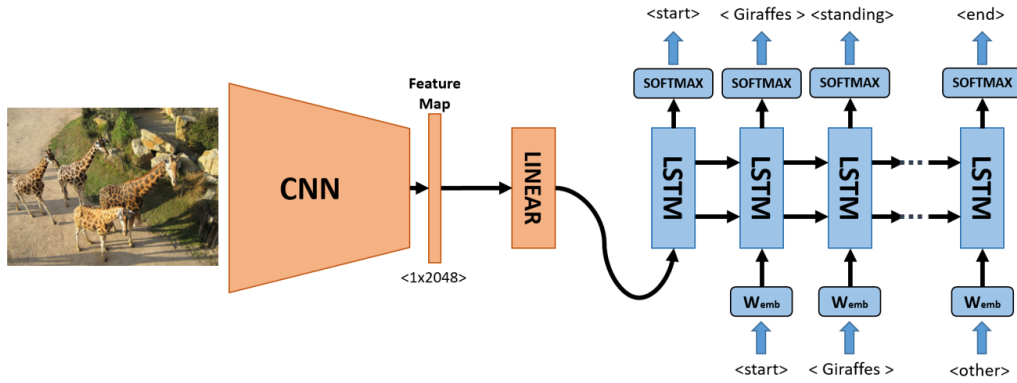 <start>
< Giraffes >
<standing>
<end>
SOFTMAX
SOFTMAX
SOFTMAX
SOFTMAX
Feature
Map
CNN
LINEAR
LSTM
LSTM
LSTM
LSTM
<1x2048>
Wemb
Wemb
Wemb
<start>
< Giraffes >
<other>